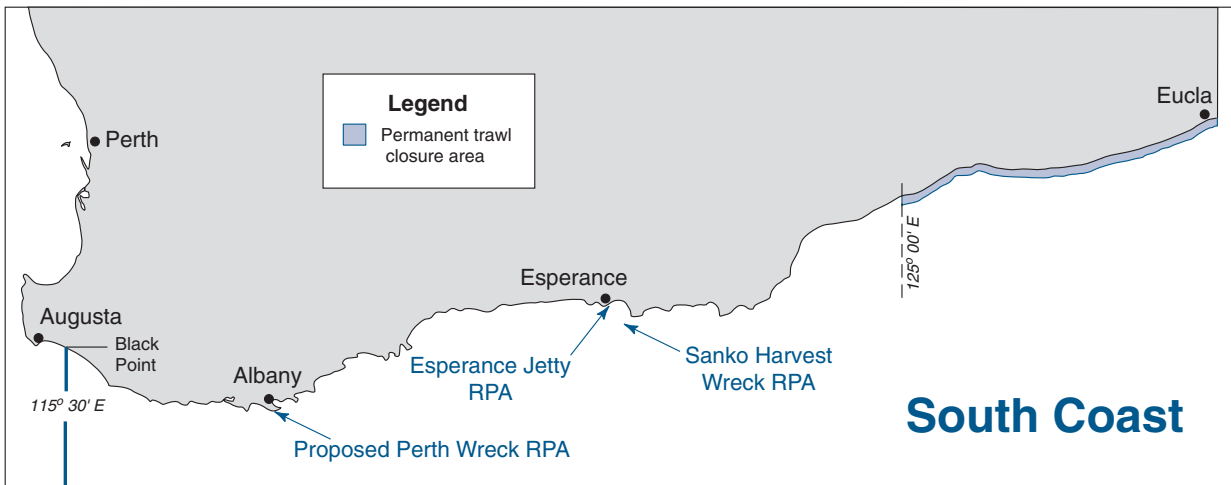 Legend
Permanent trawl
closure area
Eucla
Perth
125° 00' E
Esperance
Augusta
Black
Point
Esperance Jetty
RPA
Sanko Harvest
Wreck RPA
Albany
115° 30' E
South Coast
Proposed Perth Wreck RPA